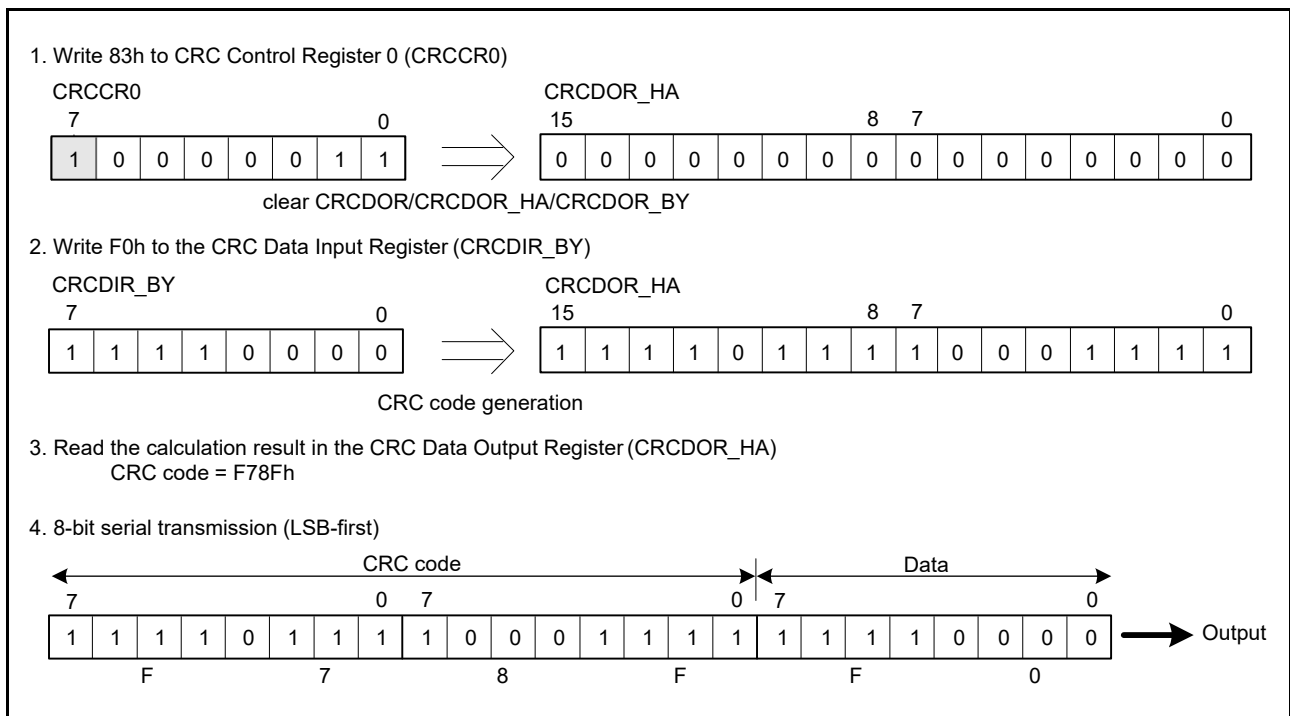 1. Write 83h to CRC Control Register 0 (CRCCR0)
CRCCR0 CRCDOR_HA
7 0 15 8 7 0
1 0 0 0 0 0 1 1 0 0 0 0 0 0 0 0 0 0 0 0 0 0 0 0
clear CRCDOR/CRCDOR_HA/CRCDOR_BY
2. Write F0h to the CRC Data Input Register (CRCDIR_BY)
CRCDIR_BY CRCDOR_HA
7 0 15 8 7 0
1 1 1 1 0 0 0 0 1 1 1 1 0 1 1 1 1 0 0 0 1 1 1 1
CRC code generation
3. Read the calculation result in the CRC Data Output Register (CRCDOR_HA)
CRC code = F78Fh
4. 8-bit serial transmission (LSB-first)
CRC code Data
7 0 7 0 7 0
1 1 1 1 0 1 1 1 1 0 0 0 1 1 1 1 1 1 1 1 0 0 0 0 Output
F 7 8 F F 0